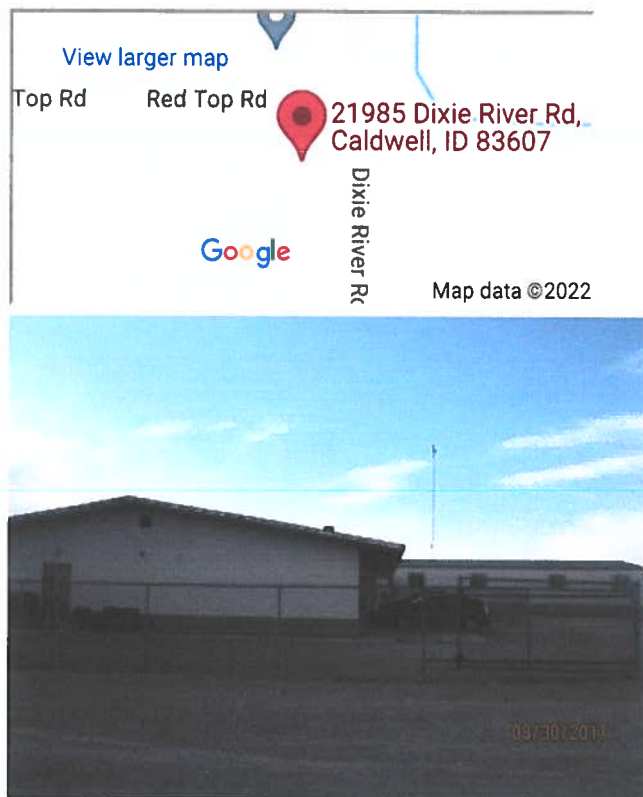 View larger map
Top Rd Red Top Rd
21985 Dixie River Rd,
Caldwell, ID 83607
Dixie River
Google
Map data ©2022